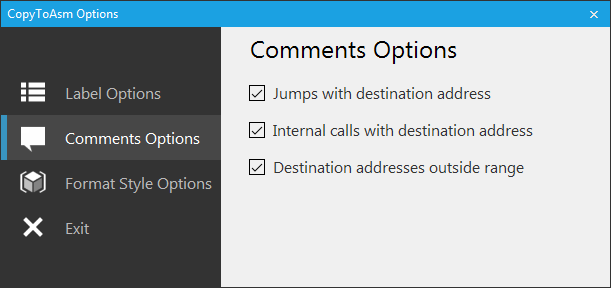 CopyToAsm Options
Label Options
Comments Options
Format Style Options
Exit
Comments Options
Jumps with destination address
Internal calls with destination address
Destination addresses outside range